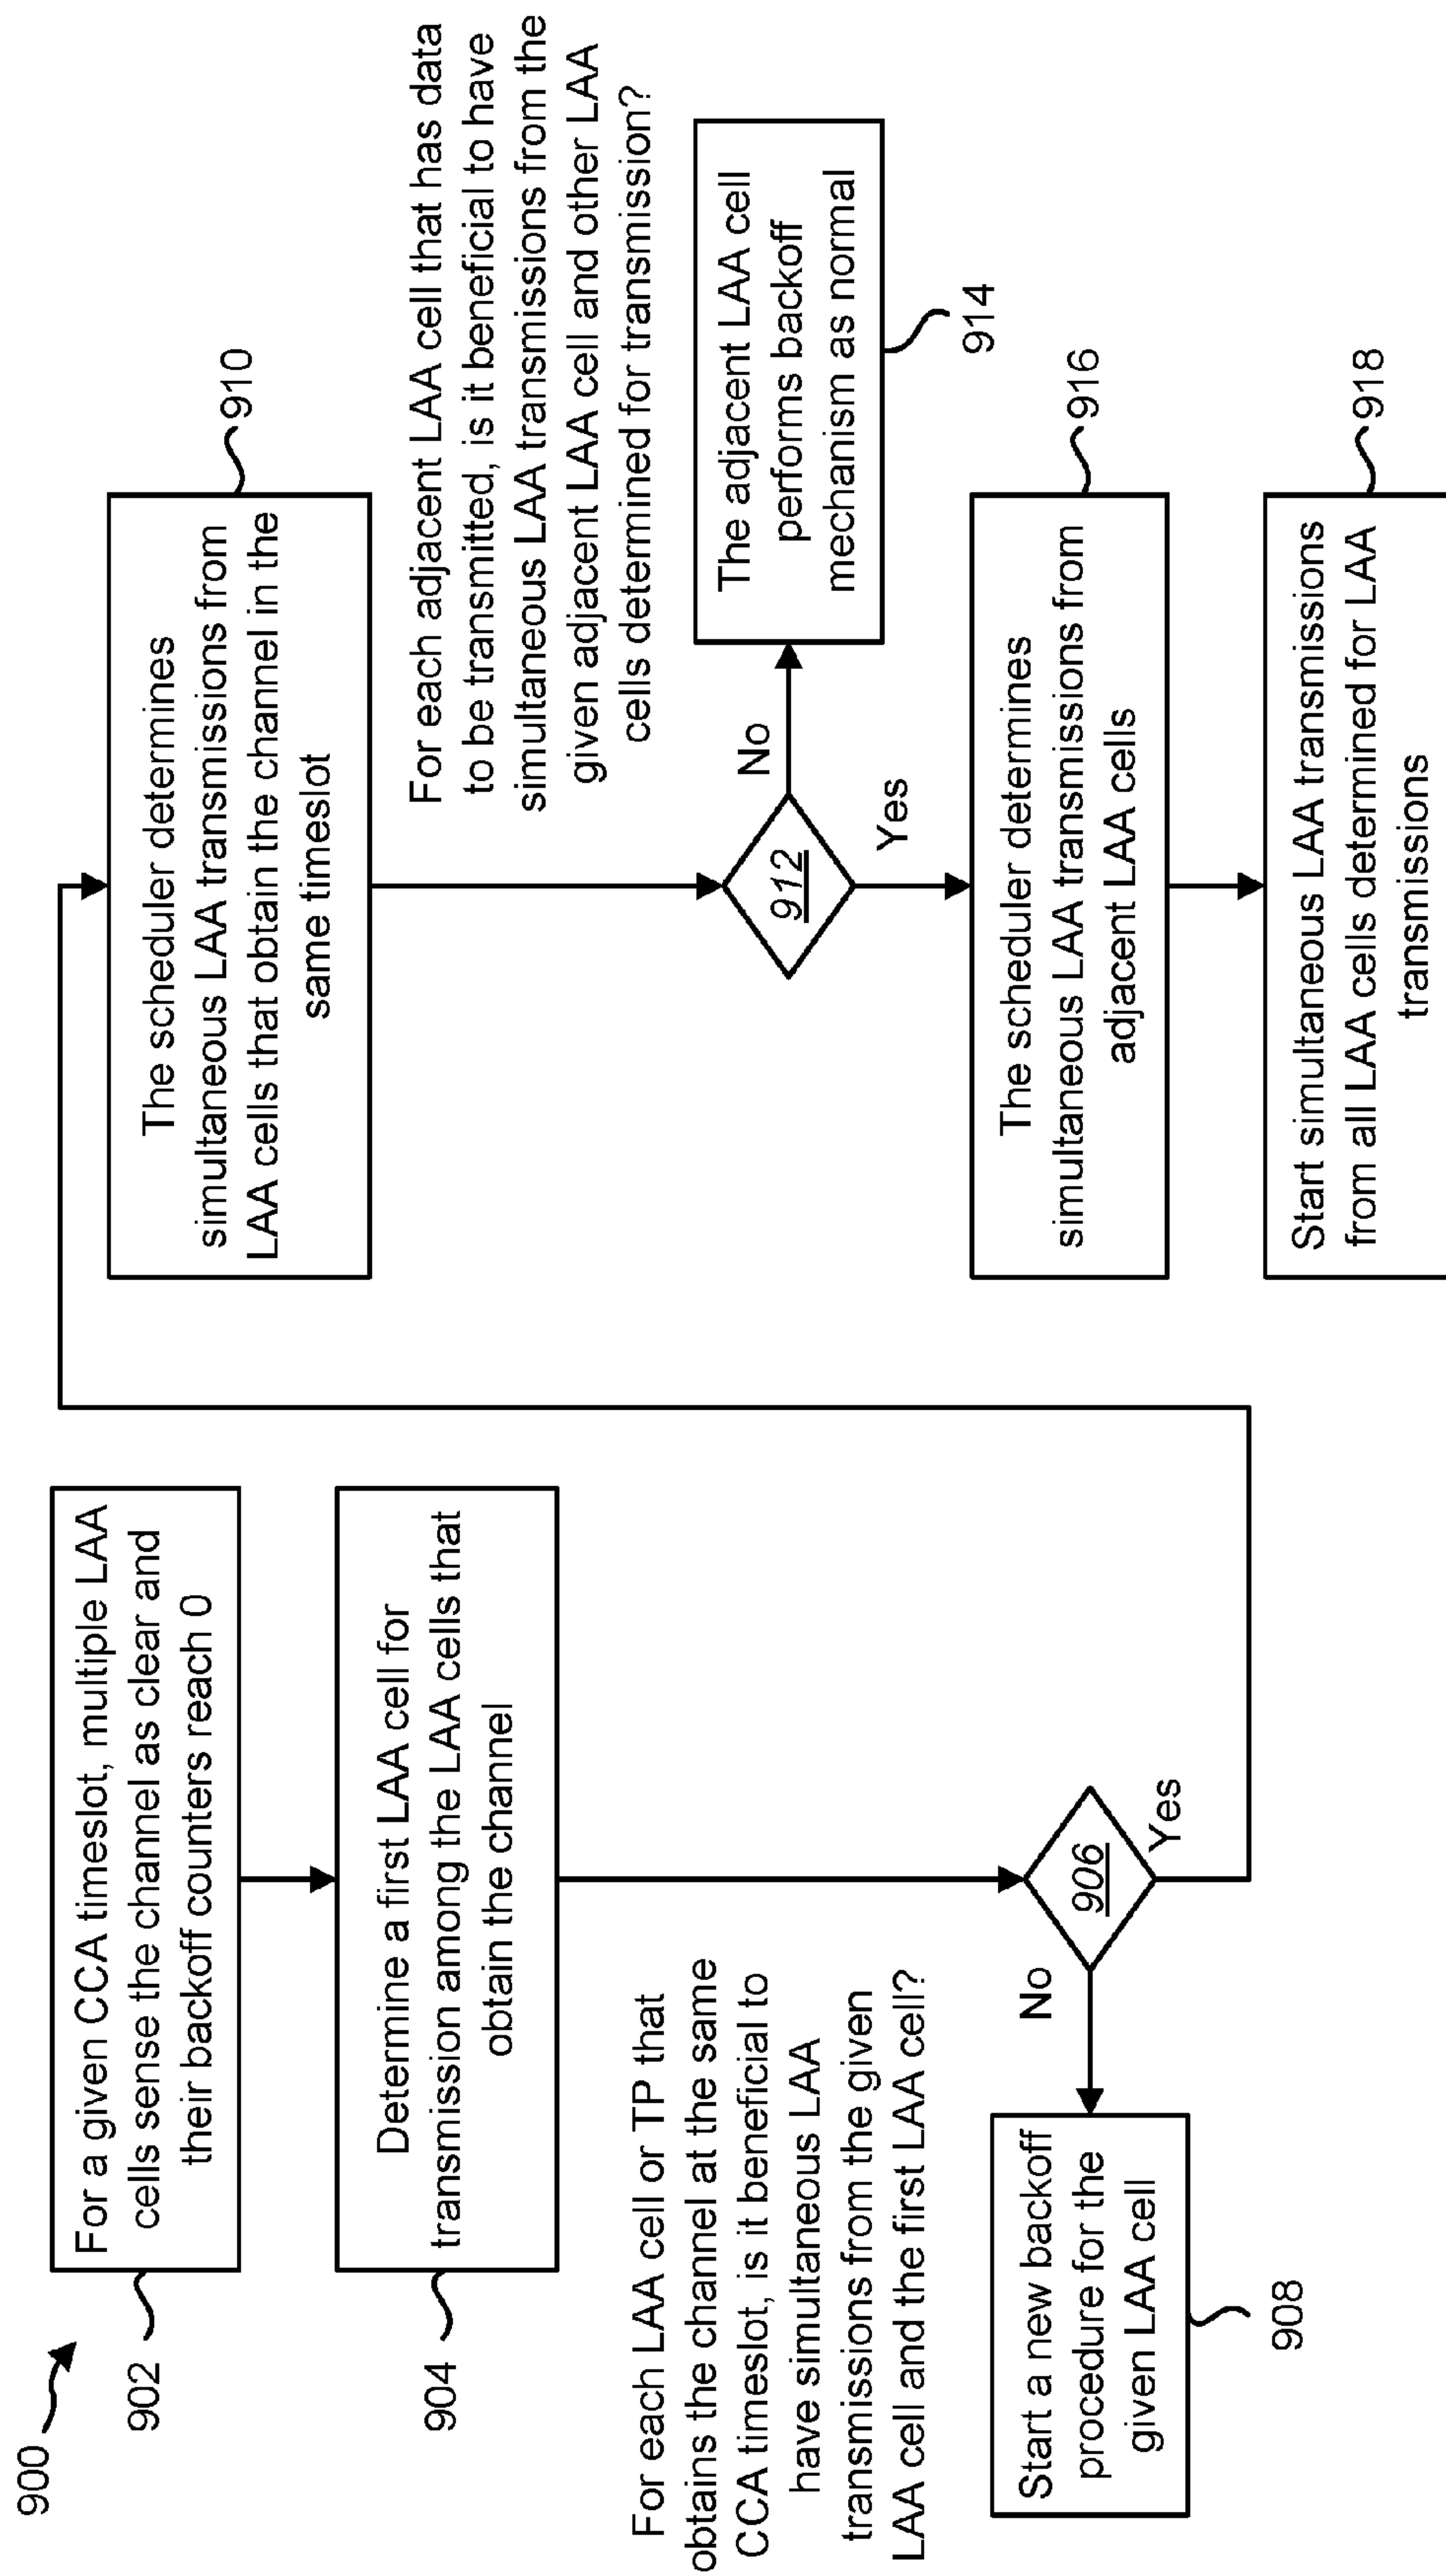 900
902
For a given CCA timeslot, multiple LAA
cells sense the channel as clear and
their backoff counters reach 0
904
Determine a first LAA cell for
transmission among the LAA cells that
obtain the channel
For each LAA cell or TP that
obtains the channel at the same
CCA timeslot, is it beneficial to
have simultaneous LAA
transmissions from the given
LAA cell and the first LAA cell?
906
No
Yes
Start a new backoff
procedure for the
given LAA cell
908
The scheduler determines
simultaneous LAA transmissions from
LAA cells that obtain the channel in the
same timeslot
910
For each adjacent LAA cell that has data
to be transmitted, is it beneficial to have
simultaneous LAA transmissions from the
given adjacent LAA cell and other LAA
cells determined for transmission?
912
No
Yes
The adjacent LAA cell
performs backoff
mechanism as normal
914
The scheduler determines
simultaneous LAA transmissions from
adjacent LAA cells
916
Start simultaneous LAA transmissions
from all LAA cells determined for LAA
transmissions
918